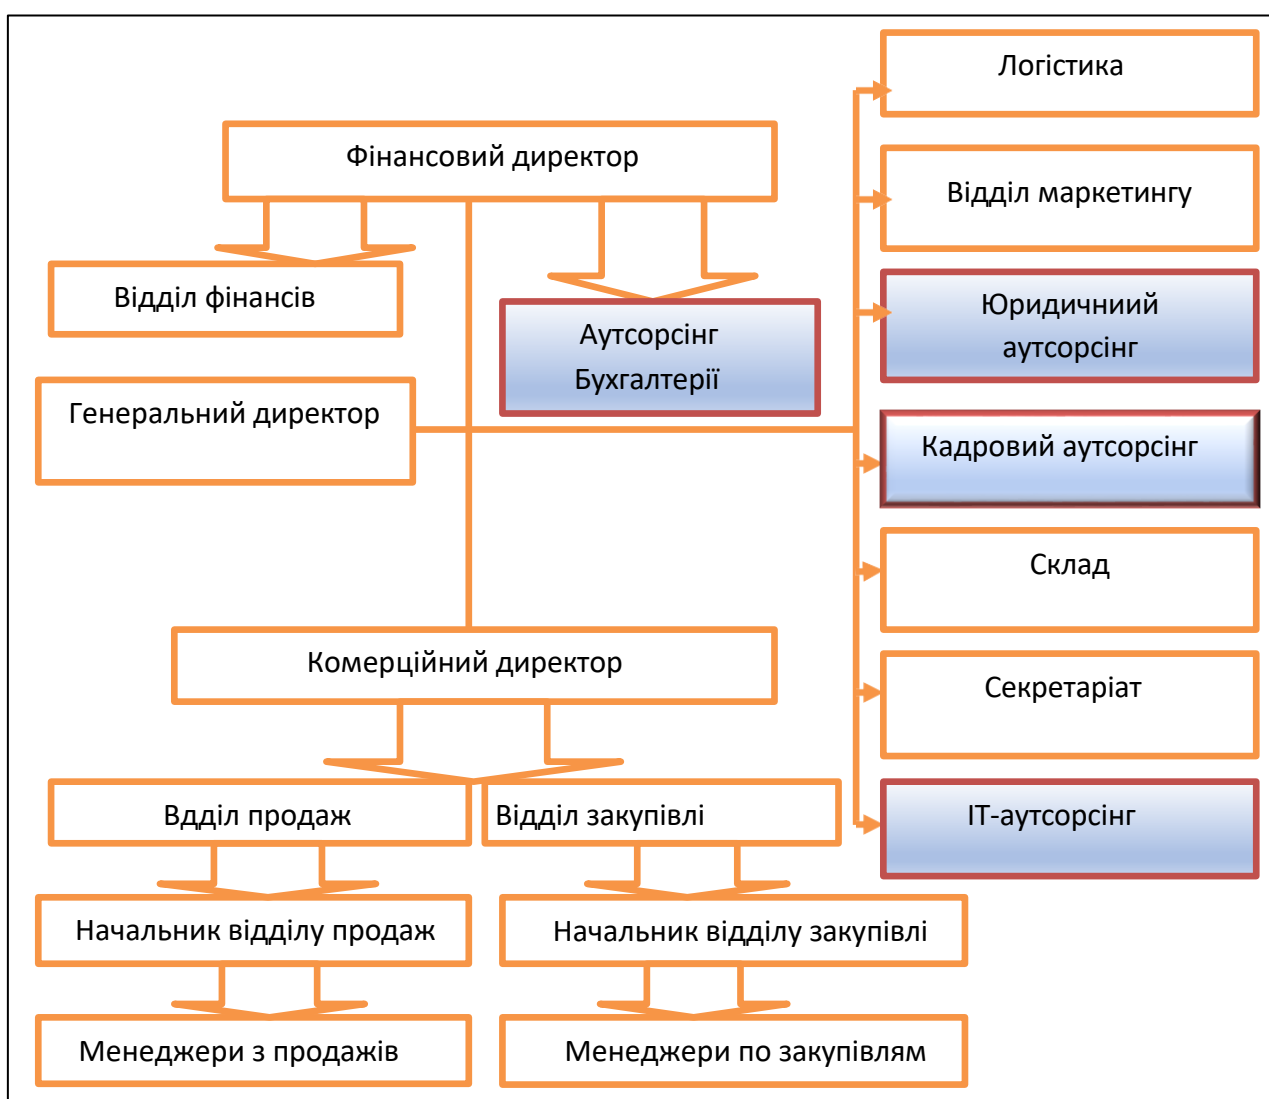 Логістика
Фінансовий директор
Відділ маркетингу
Відділ фінансів
Юридичниий
аутсорсінг
Аутсорсінг
Бухгалтерії
Генеральний директор
Кадровий аутсорсінг
Склад
Комерційний директор
Секретаріат
Вдділ продаж
Відділ закупівлі
ІТ-аутсорсінг
Начальник відділу продаж
Начальник відділу закупівлі
Менеджери з продажів
Менеджери по закупівлям